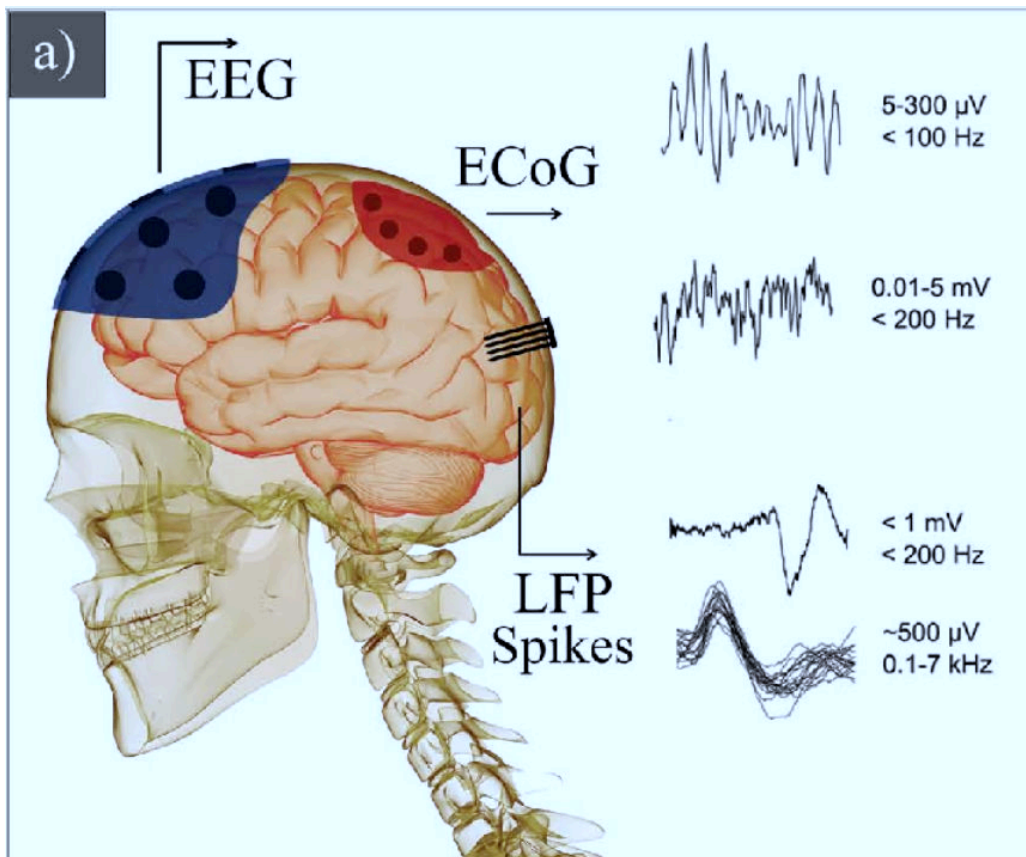 a)
EEG
5-300 µV
< 100 Hz
ECoG
0.01-5 mV
< 200 Hz
< 1 mV
< 200 Hz
LFP
Spikes
~500 µV
0.1-7 kHz